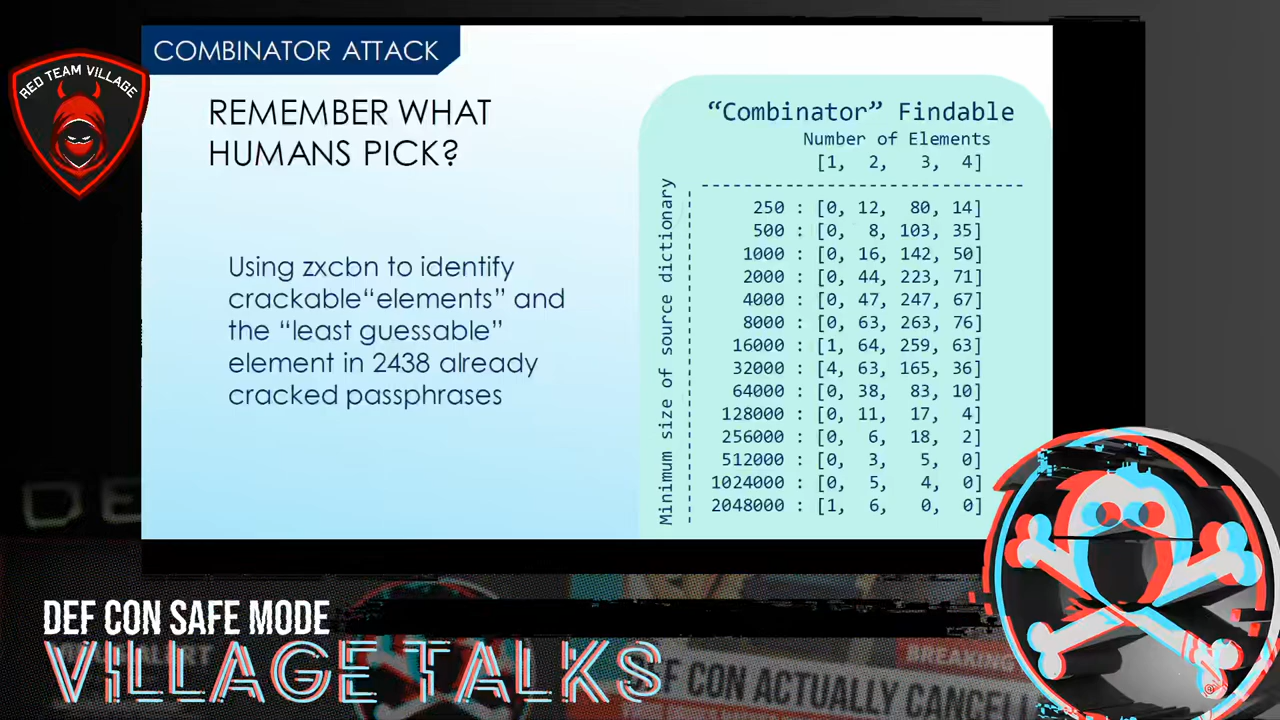 RED TEAM VILLAGE
COMBINATOR ATTACK
REMEMBER WHAT
HUMANS PICK?
Using zxcbn to identify
crackable“elements” and
the “least guessable”
element in 2438 already
cracked passphrases
“Combinator” Findable
Number of Elements
[1, 2, 3, 4]
Minimum size of source dictionary
250 : [0, 12, 80, 14]
500 : [0, 8, 103, 35]
1000 : [0, 16, 142, 50]
2000 : [0, 44, 223, 71]
4000 : [0, 47, 247, 67]
8000 : [0, 63, 263, 76]
16000 : [1, 64, 259, 63]
32000 : [4, 63, 165, 36]
64000 : [0, 38, 83, 10]
128000 : [0, 11, 17, 4]
256000 : [0, 6, 18, 2]
512000 : [0, 3, 5, 0]
1024000 : [0, 5, 4, 0]
2048000 : [1, 6, 0, 0]
DEF CON SAFE MODE
VILLAGE TALKS
BREAKING
DEF CON ACTUALLY